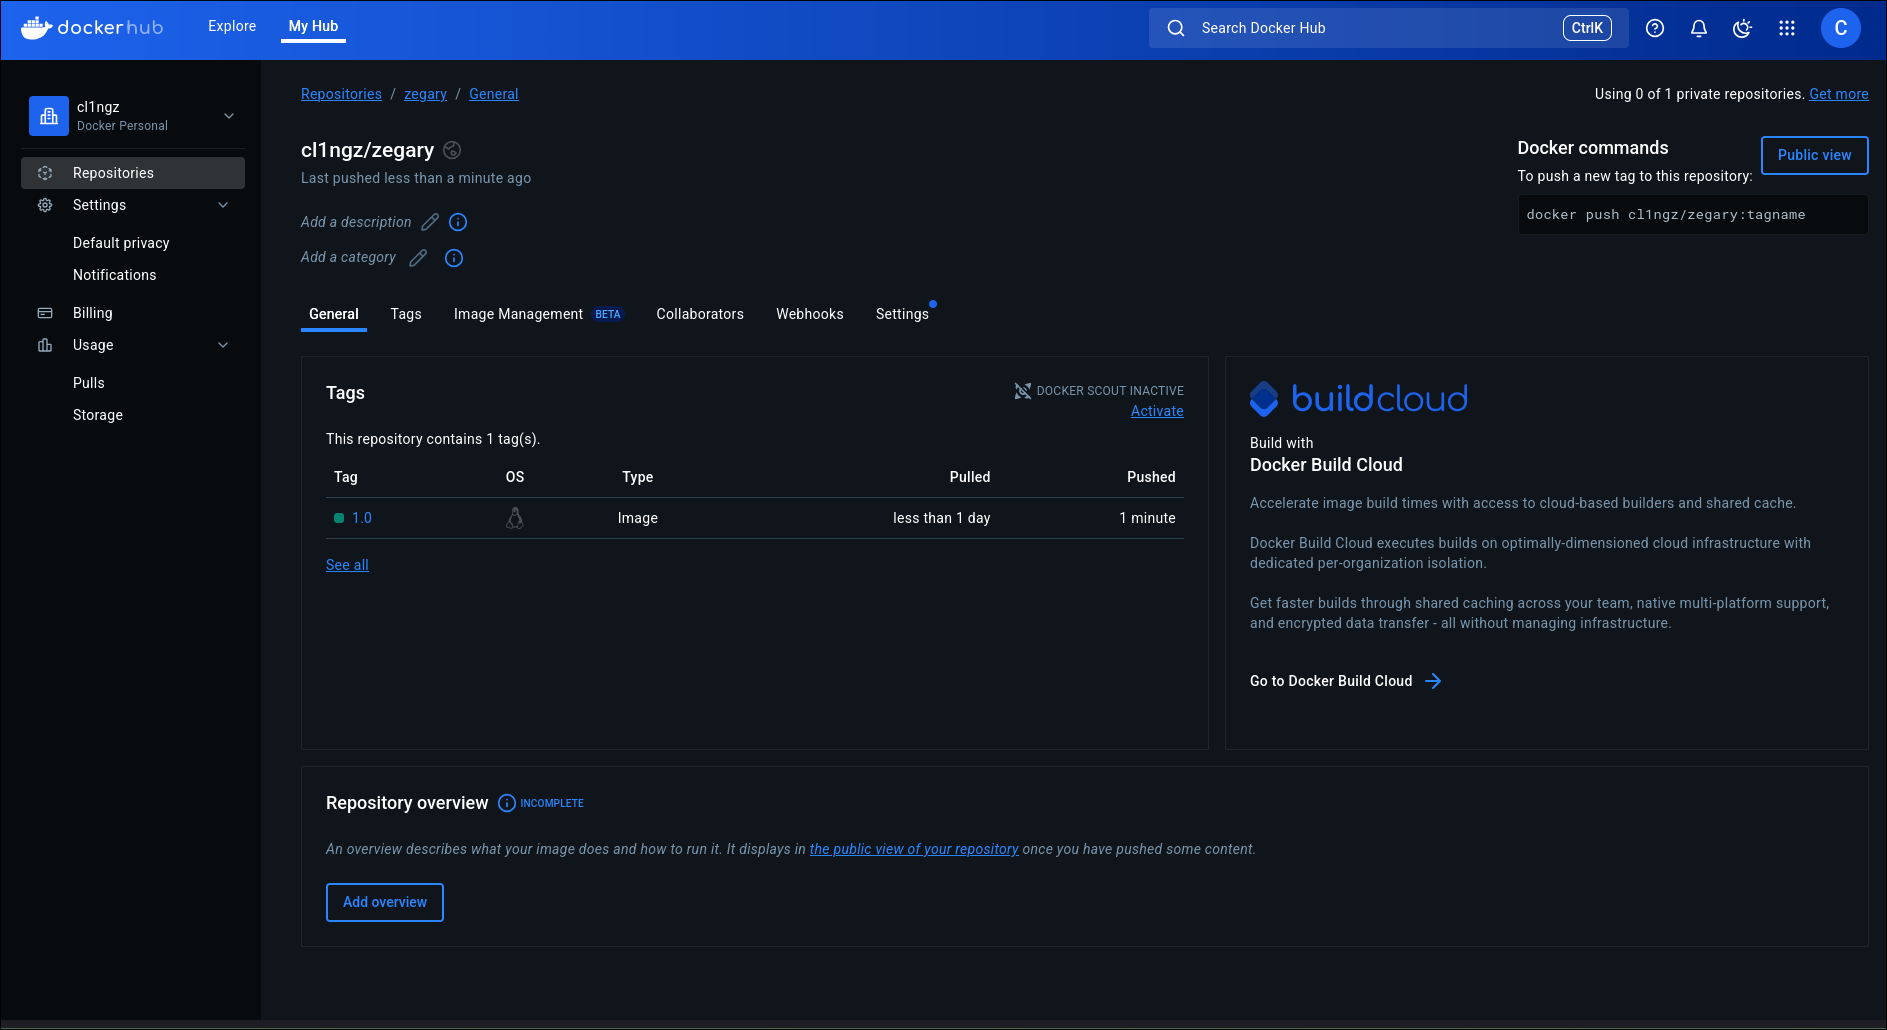 dockerhub
Explore
My Hub
Search Docker Hub
CtrlK
C
cl1ngz
Docker Personal
Repositories
Settings
Default privacy
Notifications
Billing
Usage
Pulls
Storage
Repositories / zegary / General
Using 0 of 1 private repositories. Get more
cl1ngz/zegary
Last pushed less than a minute ago
Add a description
Add a category
Docker commands
Public view
To push a new tag to this repository:
docker push cl1ngz/zegary:tagname
General
Tags
Image Management BETA
Collaborators
Webhooks
Settings
Tags
DOCKER SCOUT INACTIVE
Activate
This repository contains 1 tag(s).
Tag OS Type Pulled Pushed
1.0 Image less than 1 day 1 minute
See all
buildcloud
Build with
Docker Build Cloud
Accelerate image build times with access to cloud-based builders and shared cache.
Docker Build Cloud executes builds on optimally-dimensioned cloud infrastructure with
dedicated per-organization isolation.
Get faster builds through shared caching across your team, native multi-platform support,
and encrypted data transfer - all without managing infrastructure.
Go to Docker Build Cloud
Repository overview
INCOMPLETE
An overview describes what your image does and how to run it. It displays in the public view of your repository once you have pushed some content.
Add overview